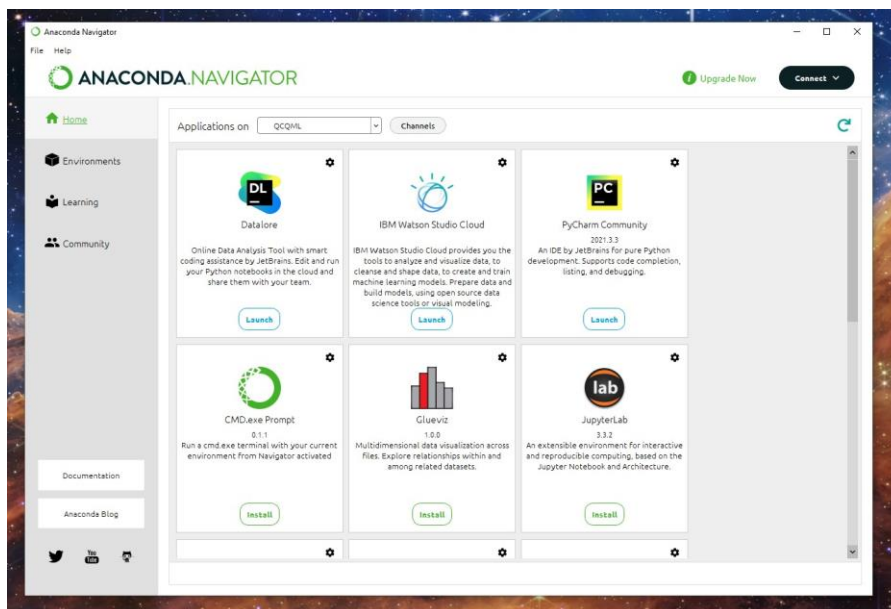 Anaconda Navigator
File Help
ANACONDA.NAVIGATOR
Upgrade Now
Connect
Home
Environments
Learning
Community
Documentation
Anaconda Blog
You
Tube
Applications on QCQML Channels
DL
Datalore
Online Data Analysis Tool with smart
coding assistance by JetBrains. Edit and run
your Python notebooks in the cloud and
share them with your team.
Launch
IBM Watson Studio Cloud
IBM Watson Studio Cloud provides you the
tools to analyze and visualize data, to
cleanse and shape data, to create and train
machine learning models. Prepare data and
build models, using open source data
science tools or visual modeling.
Launch
PC
PyCharm Community
2021.3.3
An IDE by JetBrains for pure Python
development. Supports code completion,
listing, and debugging.
Launch
CMD.exe Prompt
0.1.1
Run a cmd.exe terminal with your current
environment from Navigator activated
Install
Glueviz
1.0.0
Multidimensional data visualization across
files. Explore relationships within and
among related datasets.
Install
lab
JupyterLab
3.3.2
An extensible environment for interactive
and reproducible computing, based on the
Jupyter Notebook and Architecture.
Install